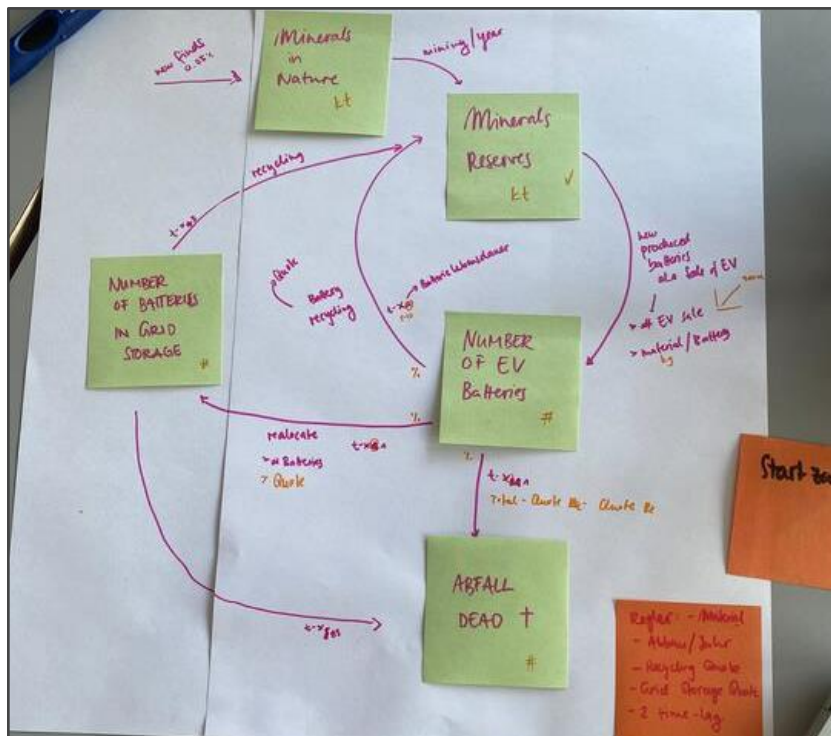 new finds
0.05%
Minerals
in
Nature
kt
mining/year
Minerals
Reserves
kt
recycling
NUMBER
OF BATTERIES
IN GRID
STORAGE
#
Quote
Battery
recycling
new
produced
batteries
aka Sale of EV
> # EV sale
> material/Battery
kg
NUMBER
OF EV
Batteries
#
%
%
%
reallocate
> # Batteries
> Quote
Total - Quote
ABFALL
DEAD †
#
Start
Regler: - Material
- Abbau/Jahr
- Recycling Quote
- Grid Storage Quote
- 2 time-lag